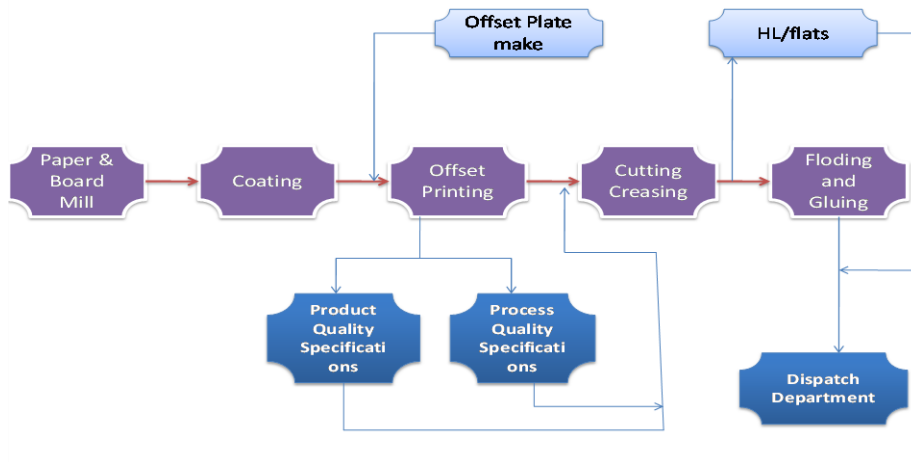 Offset Plate
make
HL/flats
Paper &
Board
Mill
Coating
Offset
Printing
Cutting
Creasing
Floding
and
Gluing
Product
Quality
Specificati
ons
Process
Quality
Specificati
ons
Dispatch
Department